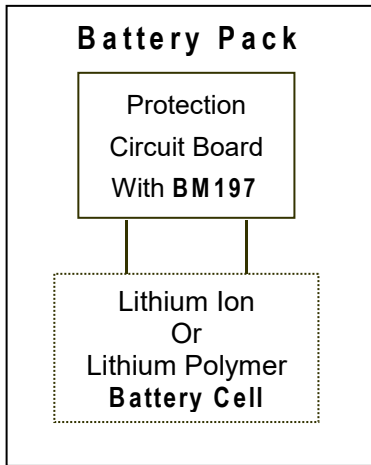 Battery Pack
Protection
Circuit Board
With BM197
Lithium Ion
Or
Lithium Polymer
Battery Cell